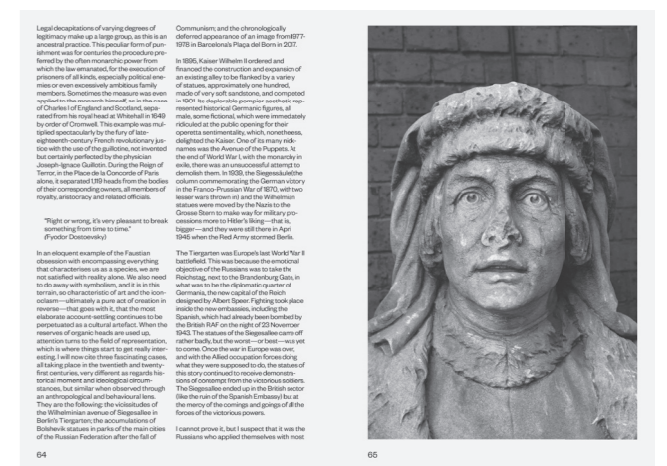 Legal decapitations of varying degrees of
legitimacy make up a large group, as this is an
ancestral practice. This peculiar form of pun-
ishment was for centuries the procedure pre-
ferred by the often monarchic power from
which the law emanated, for the execution of
prisoners of all kinds, especially political ene-
mies or even excessively ambitious family
members. Sometimes the measure was even
applied to the monarch himself, as in the case
of Charles I of England and Scotland, sepa-
rated from his royal head at Whitehall in 1649
by order of Cromwell. This example was mul-
tiplied spectacularly by the fury of late-
eighteenth-century French revolutionary jus-
tice with the use of the guillotine, not invented
but certainly perfected by the physician
Joseph-Ignace Guillotin. During the Reign of
Terror, in the Place de la Concorde of Paris
alone, it separated 1,119 heads from the bodies
of their corresponding owners, all members of
royalty, aristocracy and related officials.
"Right or wrong, it's very pleasant to break
something from time to time."
(Fyodor Dostoevsky)
In an eloquent example of the Faustian
obsession with encompassing everything
that characterises us as a species, we are
not satisfied with reality alone. We also need
to do away with symbolism, and it is in this
terrain, so characteristic of art and the icon-
oclasm—ultimately a pure act of creation in
reverse—that goes with it, that the most
elaborate account-settling continues to be
perpetuated as a cultural artefact. When the
reserves of organic heads are used up,
attention turns to the field of representation,
which is where things start to get really inter-
esting. I will now cite three fascinating cases,
all taking place in the twentieth and twenty-
first centuries, very different as regards his-
torical moment and ideological circum-
stances, but similar when observed through
an anthropological and behavioural lens.
They are the following: the vicissitudes of
the Wilhelminian avenue of Siegesallee in
Berlin's Tiergarten; the accumulations of
Bolshevik statues in parks of the main cities
of the Russian Federation after the fall of
64
Communism; and the chronologically
deferred appearance of an image from 1977-
1978 in Barcelona's Plaça del Born in 2017.
In 1895, Kaiser Wilhelm II ordered and
financed the construction and expansion of
an existing alley to be flanked by a variety
of statues, approximately one hundred,
made of very soft sandstone, and competed
in 1901. Its deplorable pompier aesthetic rep-
resented historical Germanic figures, all
male, some fictional, which were immediately
ridiculed at the public opening for their
operetta sentimentality, which, nonetheess,
delighted the Kaiser. One of its many nick-
names was the Avenue of the Puppets. At
the end of World War I, with the monarchy in
exile, there was an unsuccessful attempt to
demolish them. In 1939, the Siegessäule (the
column commemorating the German victory
in the Franco-Prussian War of 1870, with two
lesser wars thrown in) and the Wilhelmian
statues were moved by the Nazis to the
Grosse Stern to make way for military pro-
cessions more to Hitler's liking—that is,
bigger—and they were still there in April
1945 when the Red Army stormed Berlin.
The Tiergarten was Europe's last World War II
battlefield. This was because the emotional
objective of the Russians was to take the
Reichstag, next to the Brandenburg Gate, in
what was to be the diplomatic quarter of
Germania, the new capital of the Reich
designed by Albert Speer. Fighting took place
inside the new embassies, including the
Spanish, which had already been bombed by
the British RAF on the night of 23 November
1943. The statues of the Siegesallee came off
rather badly, but the worst—or best—was yet
to come. Once the war in Europe was over,
and with the Allied occupation forces doing
what they were supposed to do, the statues of
this story continued to receive demonstra-
tions of contempt from the victorious soldiers.
The Siegesallee ended up in the British sector
(like the ruin of the Spanish Embassy) but at
the mercy of the comings and goings of all the
forces of the victorious powers.
I cannot prove it, but I suspect that it was the
Russians who applied themselves with most
65